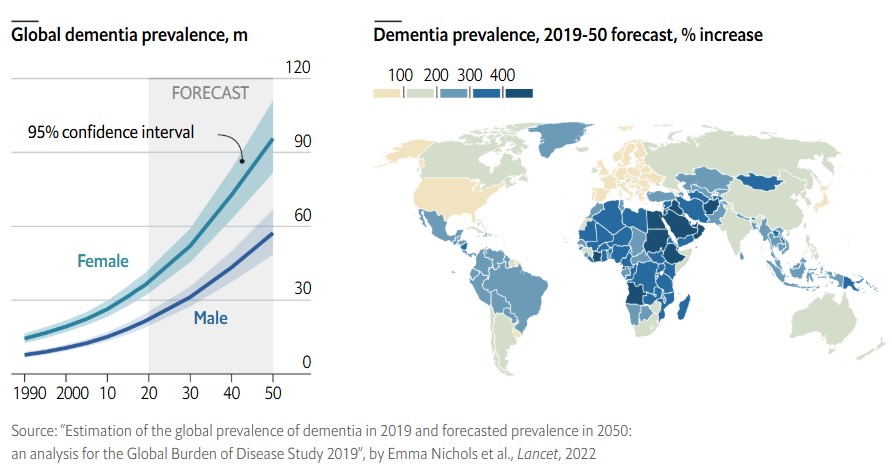 Global dementia prevalence, m
120
FORECAST
95% confidence interval
90
60
Female
30
Male
0
1990 2000 10 20 30 40 50
Dementia prevalence, 2019-50 forecast, % increase
100 200 300 400
Source: “Estimation of the global prevalence of dementia in 2019 and forecasted prevalence in 2050:
an analysis for the Global Burden of Disease Study 2019”, by Emma Nichols et al., Lancet, 2022